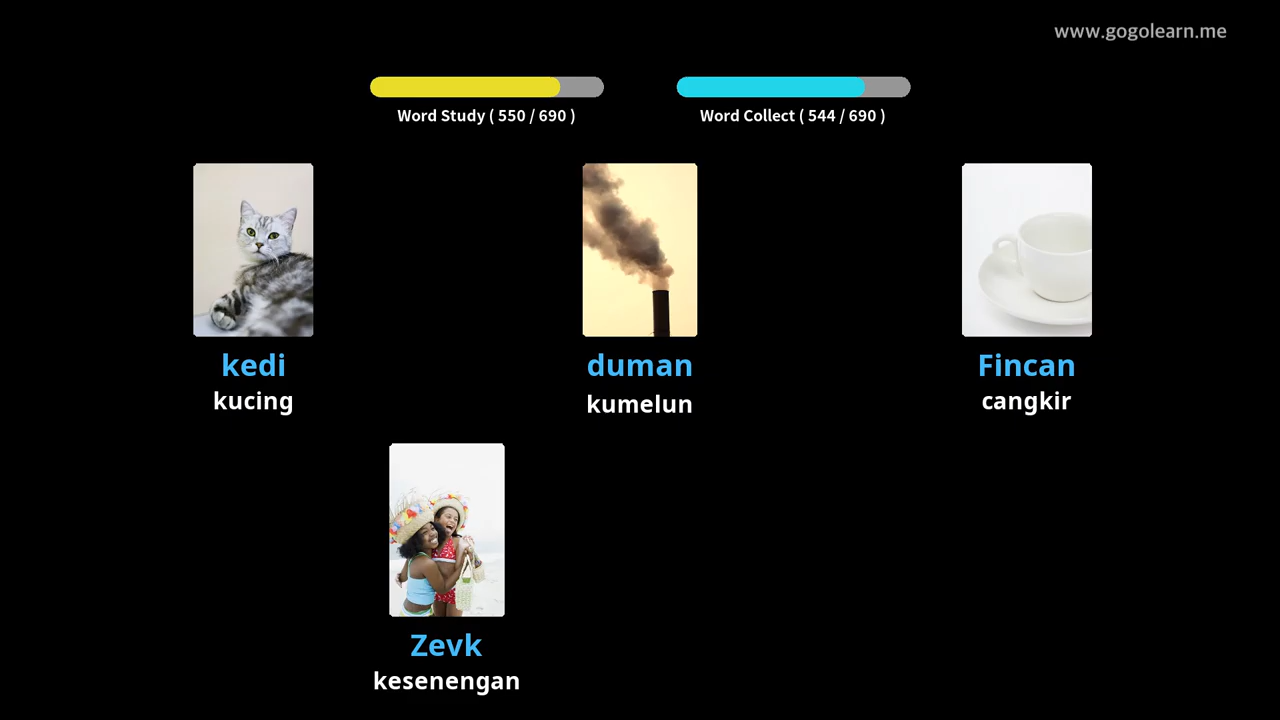 www.gogolearn.me
Word Study ( 550 / 690 )
Word Collect ( 544 / 690 )
kedi
kucing
duman
kumelun
Fincan
cangkir
Zevk
kesenengan